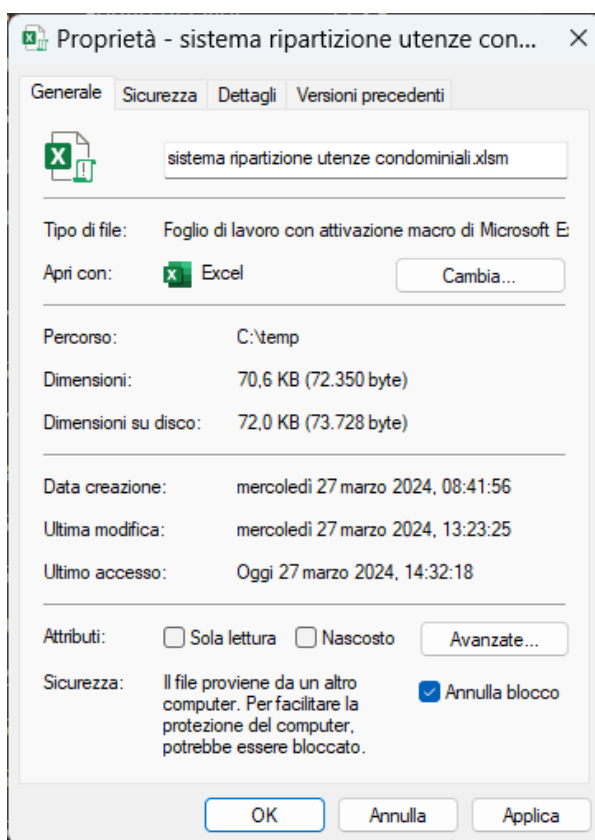 Proprietà - sistema ripartizione utenze con...
Generale Sicurezza Dettagli Versioni precedenti
sistema ripartizione utenze condominiali.xlsm
Tipo di file: Foglio di lavoro con attivazione macro di Microsoft E
Apri con: Excel Cambia...
Percorso: C:\temp
Dimensioni: 70,6 KB (72.350 byte)
Dimensioni su disco: 72,0 KB (73.728 byte)
Data creazione: mercoledì 27 marzo 2024, 08:41:56
Ultima modifica: mercoledì 27 marzo 2024, 13:23:25
Ultimo accesso: Oggi 27 marzo 2024, 14:32:18
Attributi: Sola lettura Nascosto Avanzate...
Sicurezza: Il file proviene da un altro
computer. Per facilitare la
protezione del computer,
potrebbe essere bloccato.
Annulla blocco
OK Annulla Applica